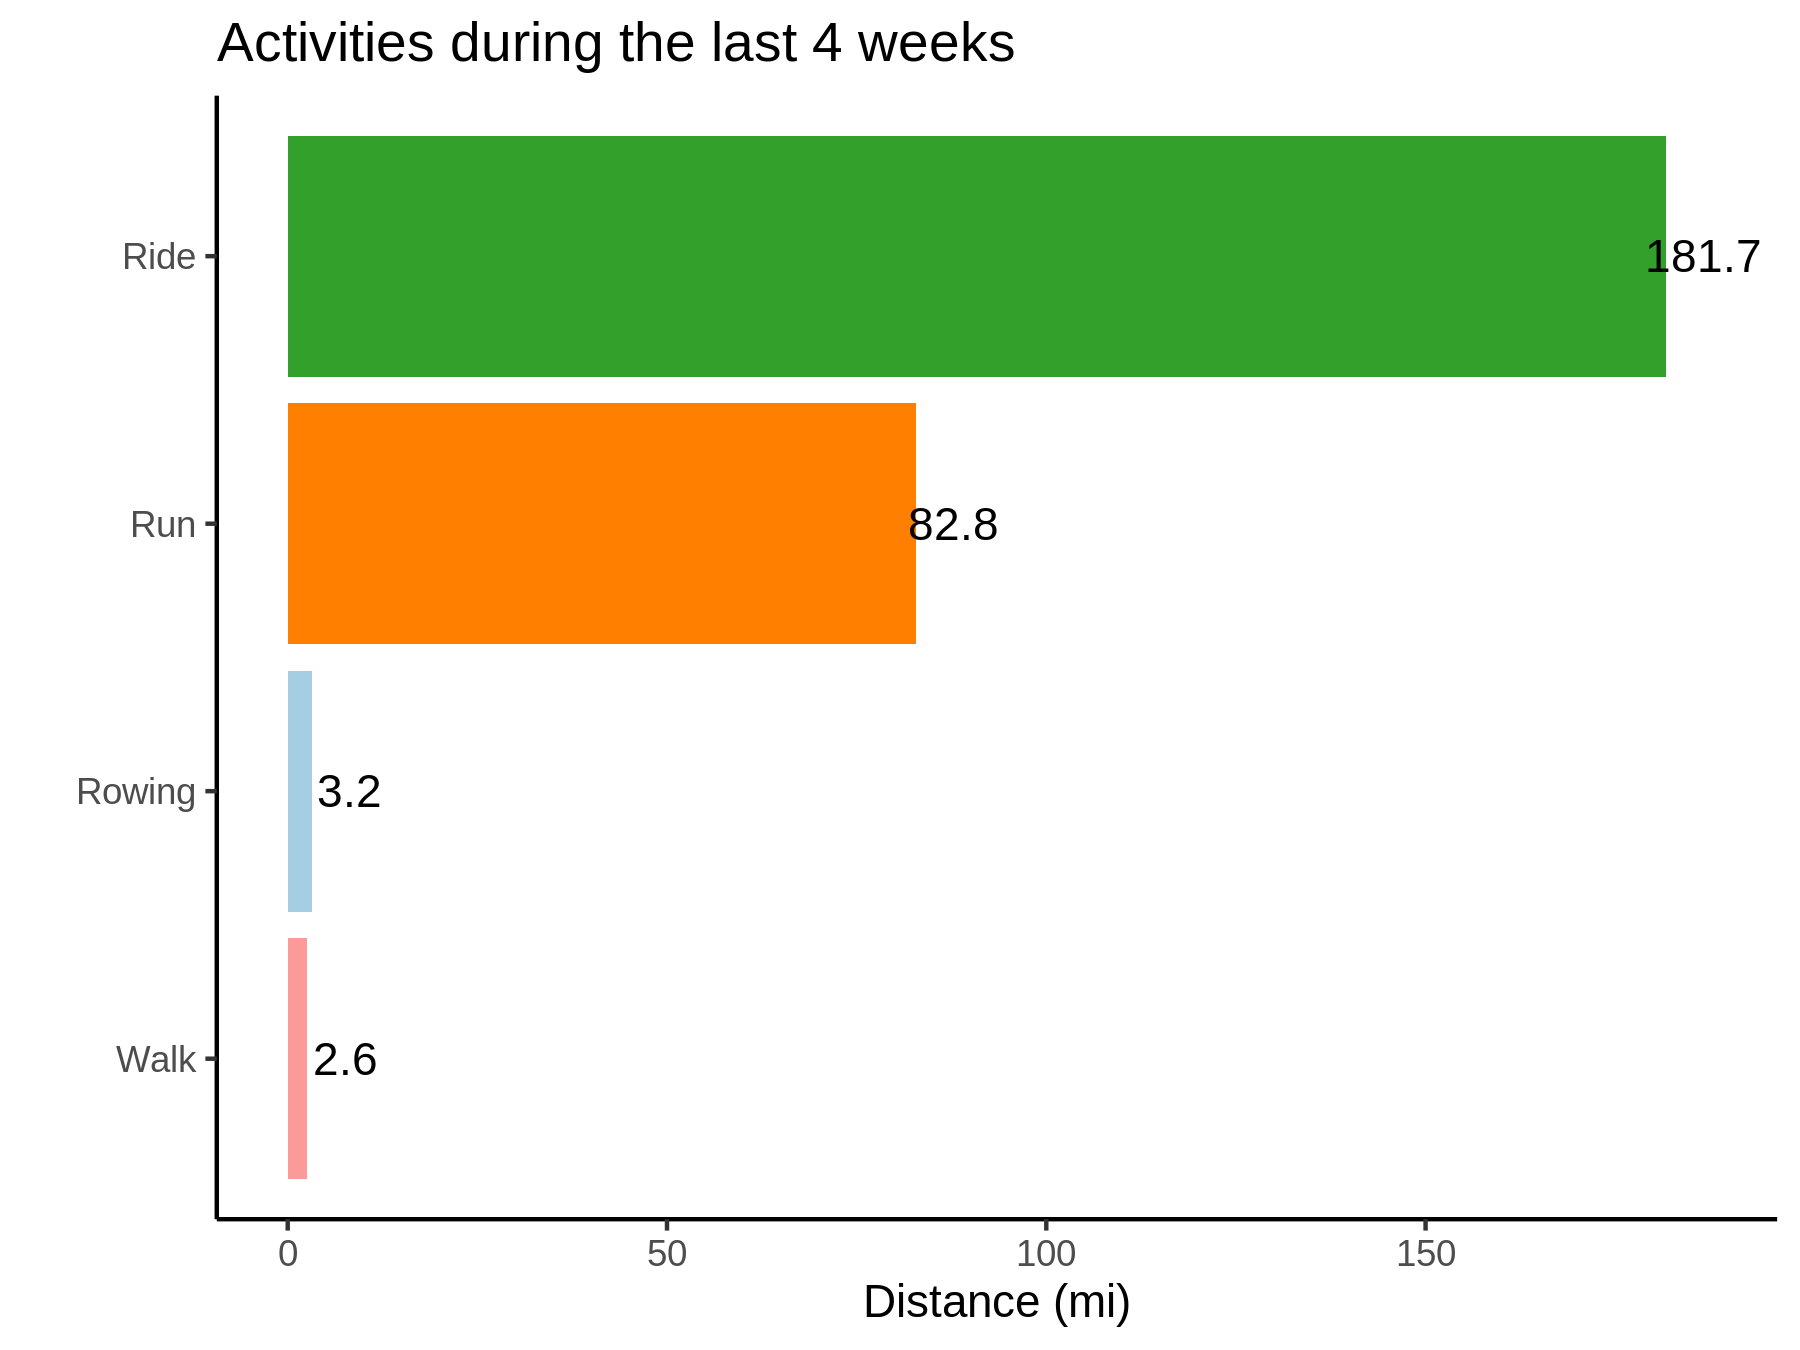 Activities during the last 4 weeks
Ride
181.7
Run
82.8
Rowing
3.2
Walk
2.6
0 50 100 150
Distance (mi)